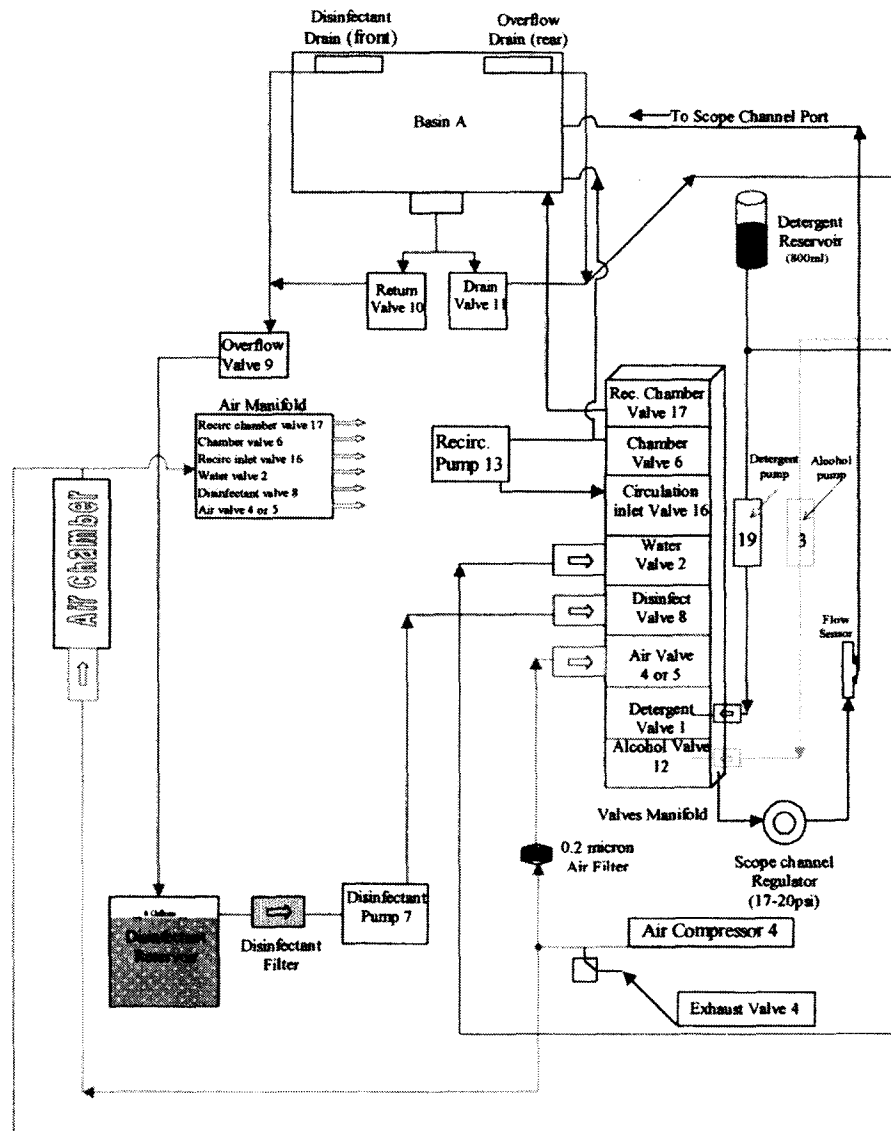 Disinfectant
Drain (front)
Overflow
Drain (rear)
Basin A
To Scope Channel Port
Detergent
Reservoir
(800ml)
Return
Valve 10
Drain
Valve 11
Overflow
Valve 9
Air Manifold
Recirc chamber valve 17
Chamber valve 6
Recirc inlet valve 16
Water valve 2
Disinfectant valve 8
Air valve 4 or 5
Rec. Chamber
Valve 17
Recirc.
Pump 13
Chamber
Valve 6
Circulation
inlet Valve 16
Detergent
pump
Alcohol
pump
19
3
Air Chamber
Water
Valve 2
Disinfect
Valve 8
Air Valve
4 or 5
Flow
Sensor
Detergent
Valve 1
Alcohol Valve
12
Valves Manifold
0.2 micron
Air Filter
Scope channel
Regulator
(17-20psi)
Disinfectant
Reservoir
Disinfectant
Filter
Disinfectant
Pump 7
Air Compressor 4
Exhaust Valve 4